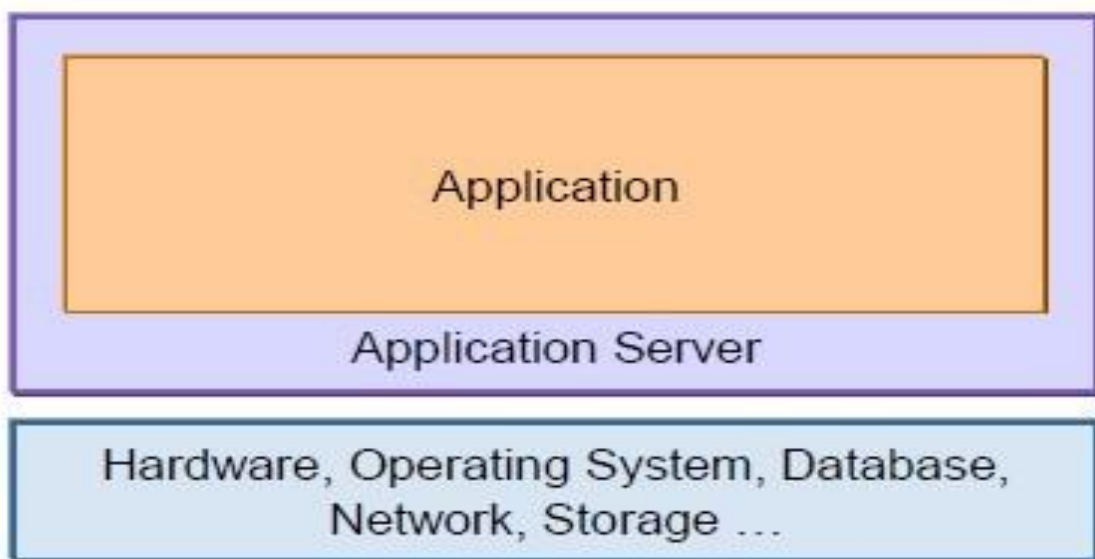 Application
Application Server
Hardware, Operating System, Database,
Network, Storage ...